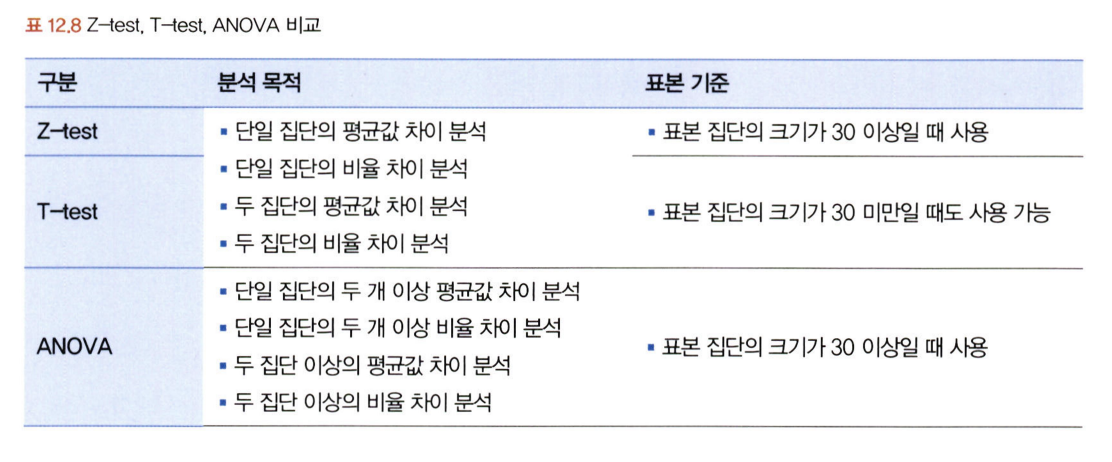 표 12.8 Z-test, T-test, ANOVA 비교
구분 분석 목적 표본 기준
Z-test
▪ 단일 집단의 평균값 차이 분석
▪ 단일 집단의 비율 차이 분석
▪ 두 집단의 평균값 차이 분석
▪ 두 집단의 비율 차이 분석
▪ 표본 집단의 크기가 30 이상일 때 사용
T-test
▪ 표본 집단의 크기가 30 미만일 때도 사용 가능
ANOVA
▪ 단일 집단의 두 개 이상 평균값 차이 분석
▪ 단일 집단의 두 개 이상 비율 차이 분석
▪ 두 집단 이상의 평균값 차이 분석
▪ 두 집단 이상의 비율 차이 분석
▪ 표본 집단의 크기가 30 이상일 때 사용